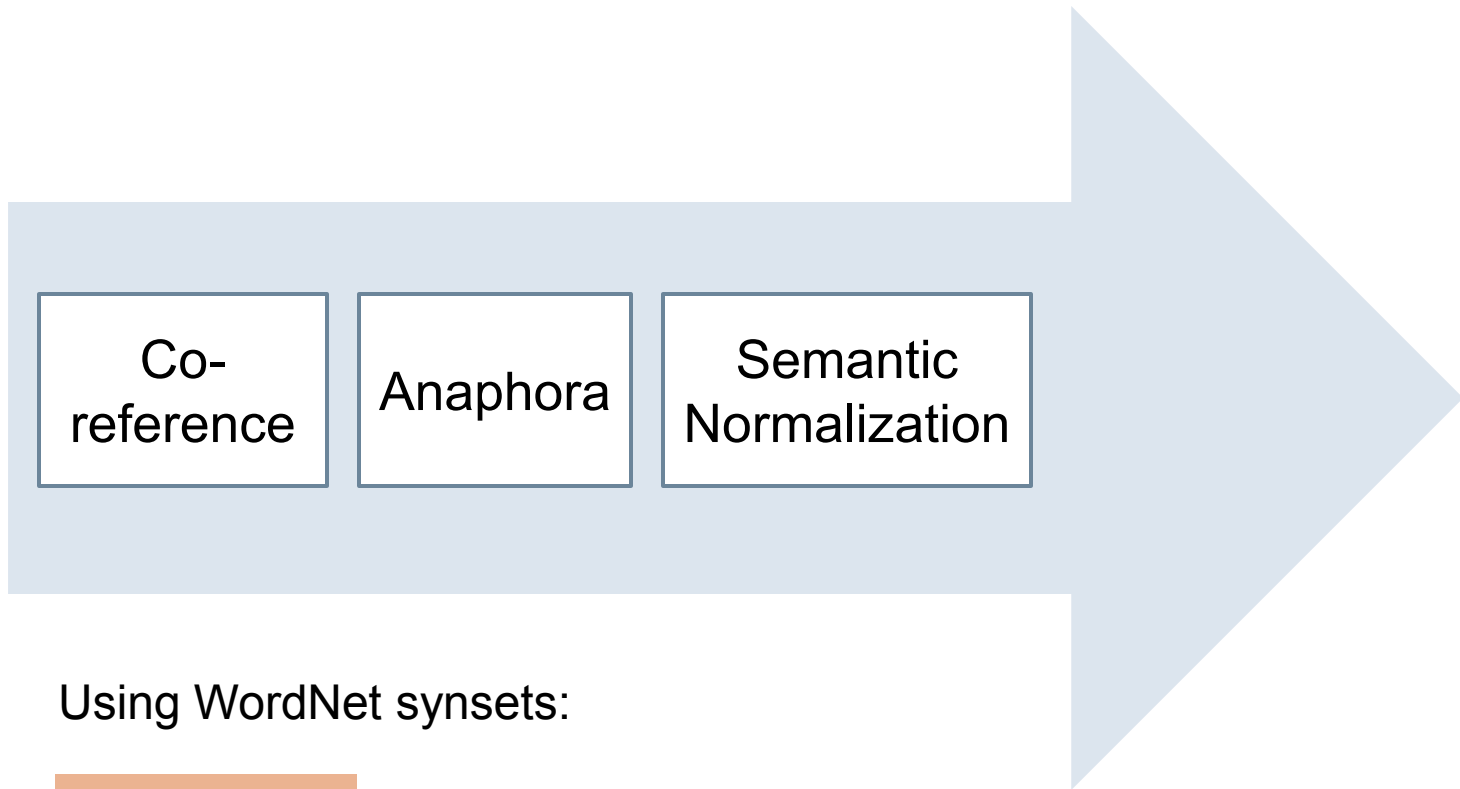 Co-
reference
Anaphora
Semantic
Normalization
Using WordNet synsets: